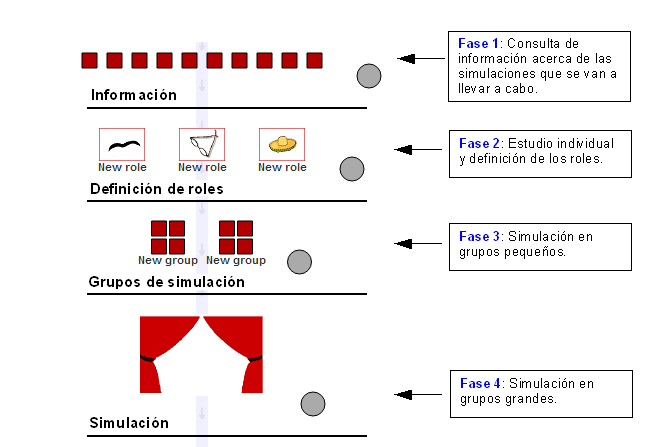 Fase 1: Consulta de
información acerca de las
simulaciones que se van a
llevar a cabo.
Información
New role
New role
New role
Fase 2: Estudio individual
y definición de los roles.
Definición de roles
New group
New group
Fase 3: Simulación en
grupos pequeños.
Grupos de simulación
Fase 4: Simulación en
grupos grandes.
Simulación